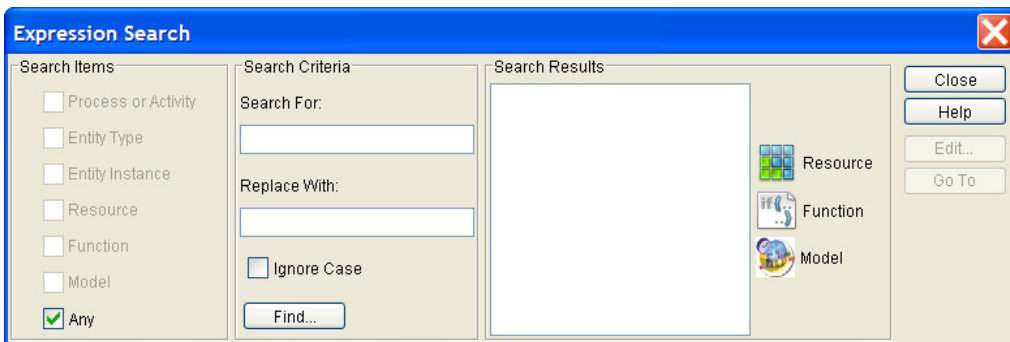 Expression Search
Search Items
Process or Activity
Entity Type
Entity Instance
Resource
Function
Model
Any
Search Criteria
Search For:
Replace With:
Ignore Case
Find...
Search Results
Resource
if(..
Function
Model
Close
Help
Edit...
Go To